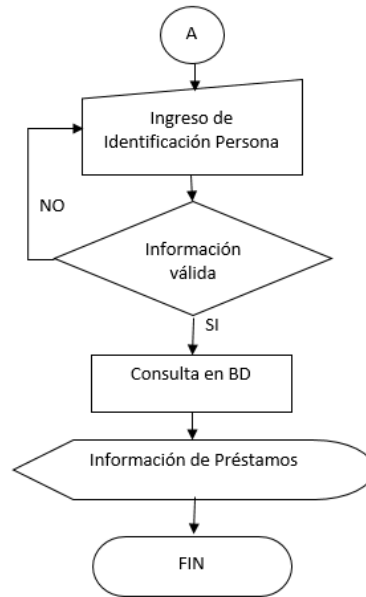 A
Ingreso de
Identificación Persona
NO
Información
válida
SI
Consulta en BD
Información de Préstamos
FIN